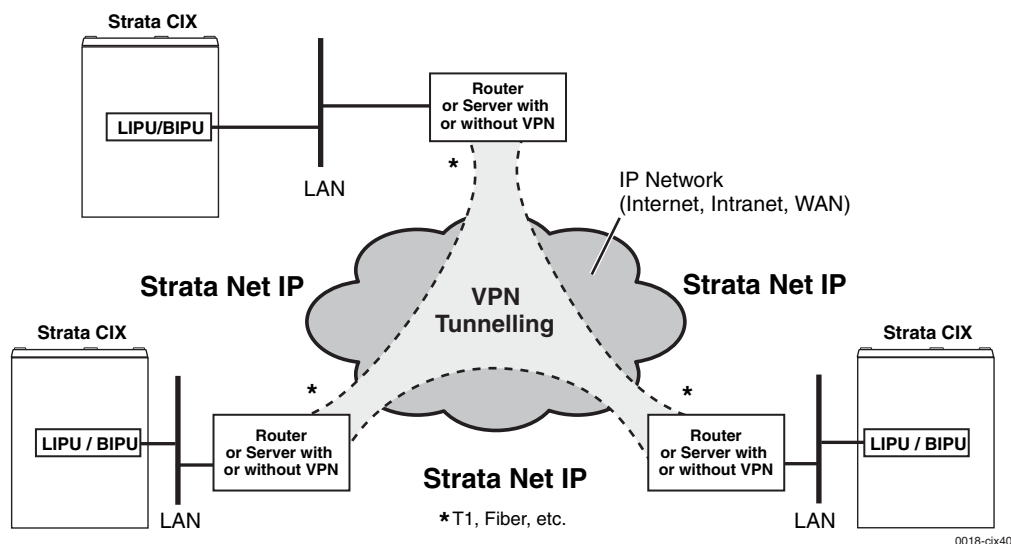 Strata CIX
LIPU/BIPU
LAN
Router
or Server with
or without VPN
*
IP Network
(Internet, Intranet, WAN)
Strata Net IP
VPN
Tunnelling
Strata Net IP
Strata CIX
LIPU / BIPU
LAN
*
Router
or Server with
or without VPN
Strata Net IP
*T1, Fiber, etc.
*
Router
or Server with
or without VPN
LAN
Strata CIX
LIPU / BIPU
0018-cix40